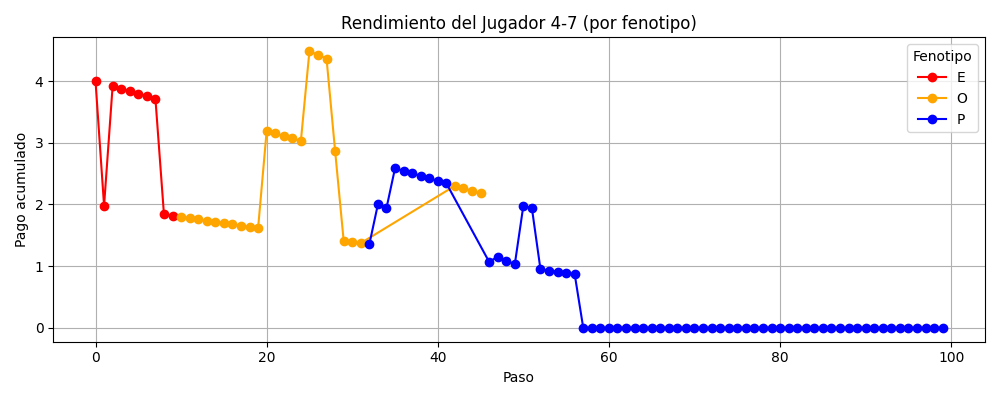 Rendimiento del Jugador 4-7 (por fenotipo)
Pago acumulado
4
3
2
1
0
Fenotipo
E
O
P
0 20 40 60 80 100
Paso